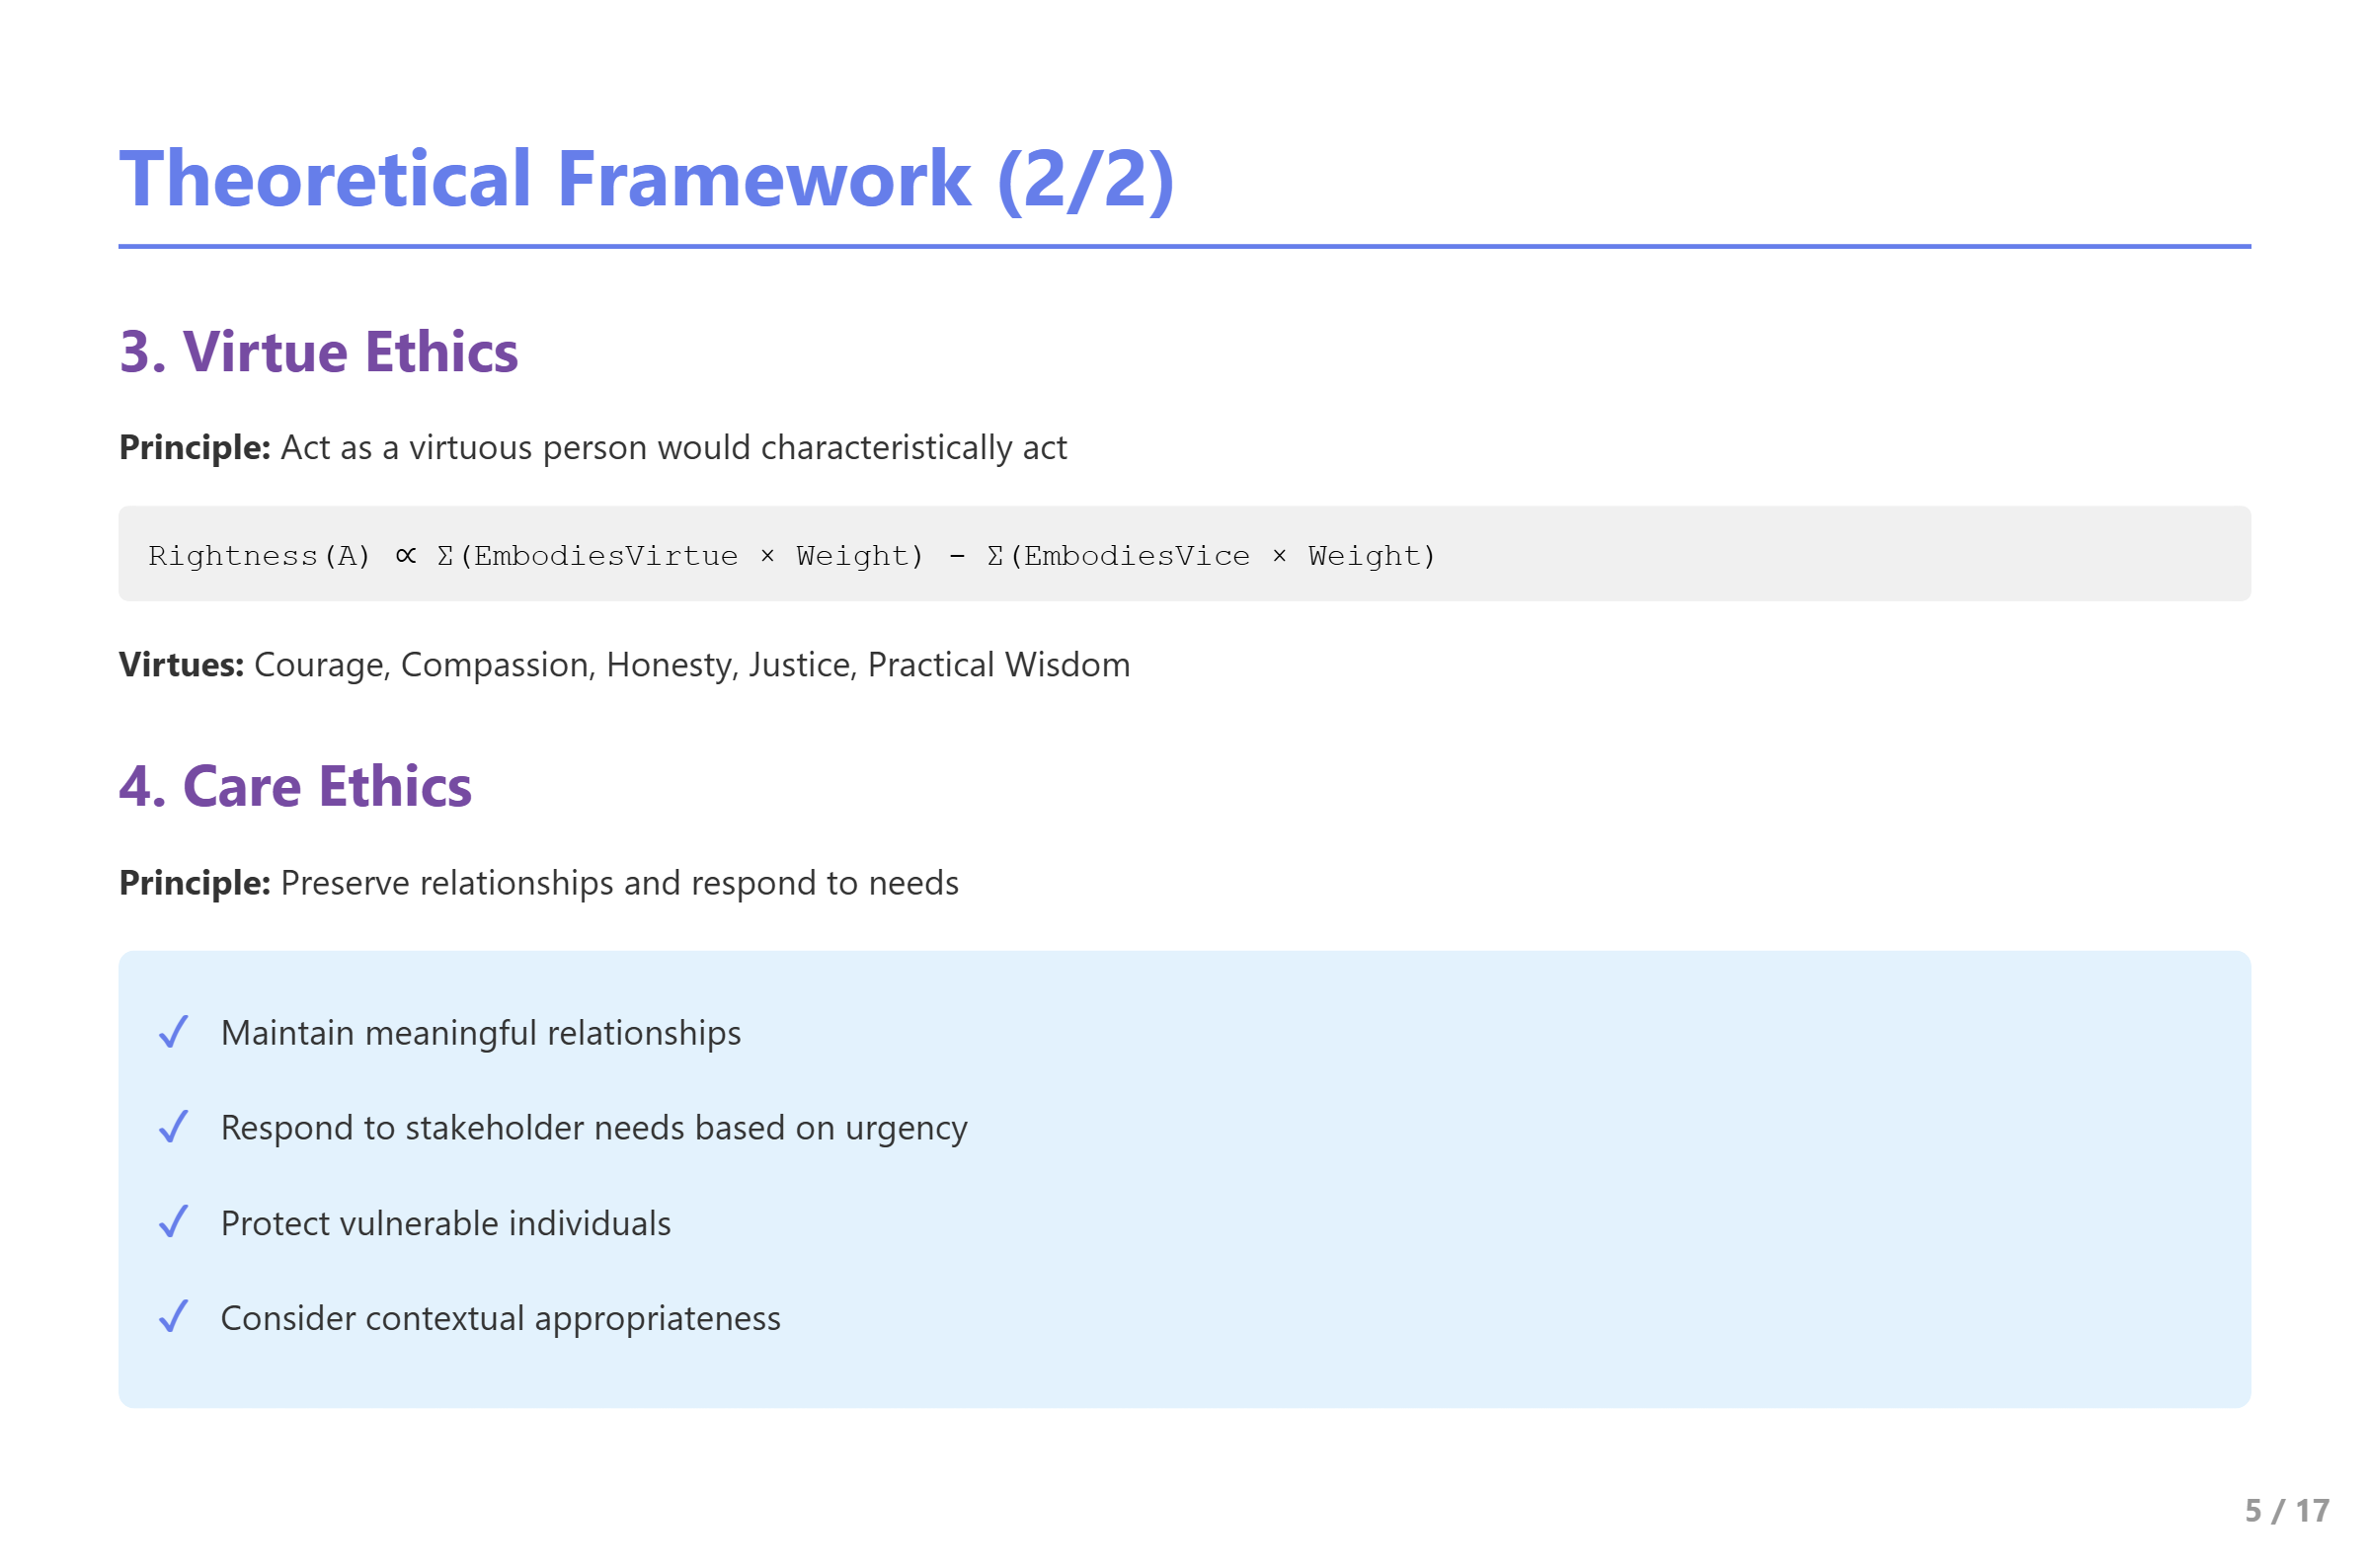 Theoretical Framework (2/2)
3. Virtue Ethics
Principle: Act as a virtuous person would characteristically act
Rightness(A) ∝ Σ(EmbodiesVirtue × Weight) - Σ(EmbodiesVice × Weight)
Virtues: Courage, Compassion, Honesty, Justice, Practical Wisdom
4. Care Ethics
Principle: Preserve relationships and respond to needs
✓ Maintain meaningful relationships
✓ Respond to stakeholder needs based on urgency
✓ Protect vulnerable individuals
✓ Consider contextual appropriateness
5 / 17